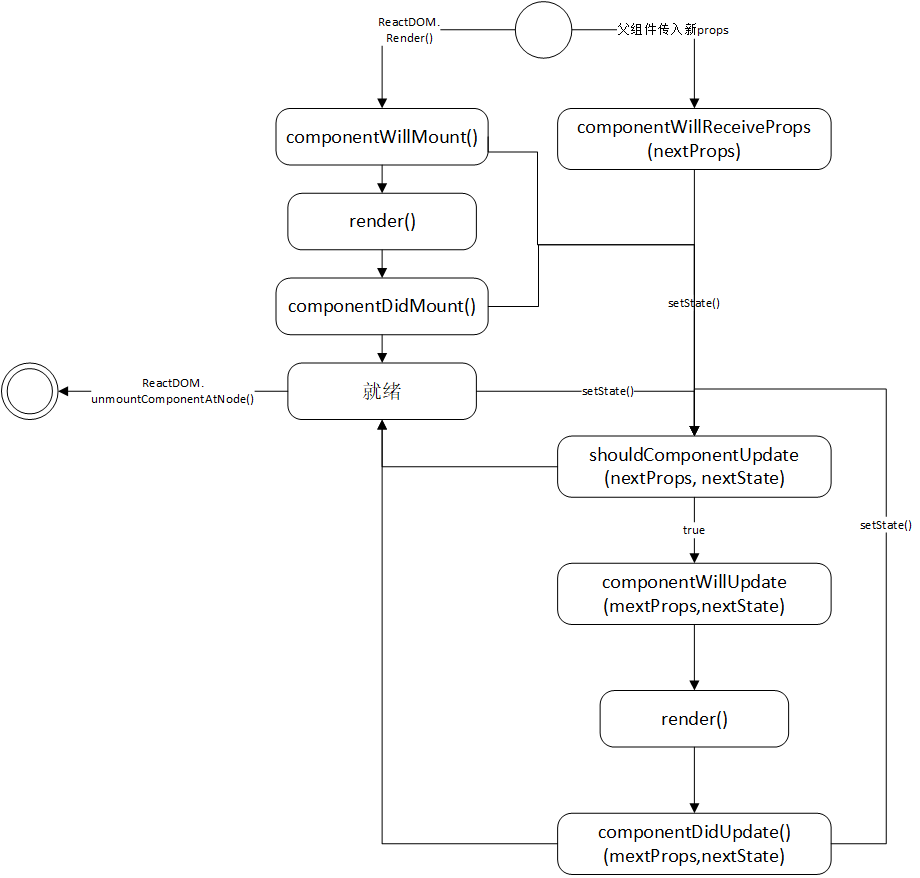 ReactDOM.
Render()
父组件传入新props
componentWillMount()
componentWillReceiveProps
(nextProps)
render()
componentDidMount()
setState()
ReactDOM.
unmountComponentAtNode()
就绪
setState()
shouldComponentUpdate
(nextProps, nextState)
setState()
true
componentWillUpdate
(mextProps,nextState)
render()
componentDidUpdate()
(mextProps,nextState)